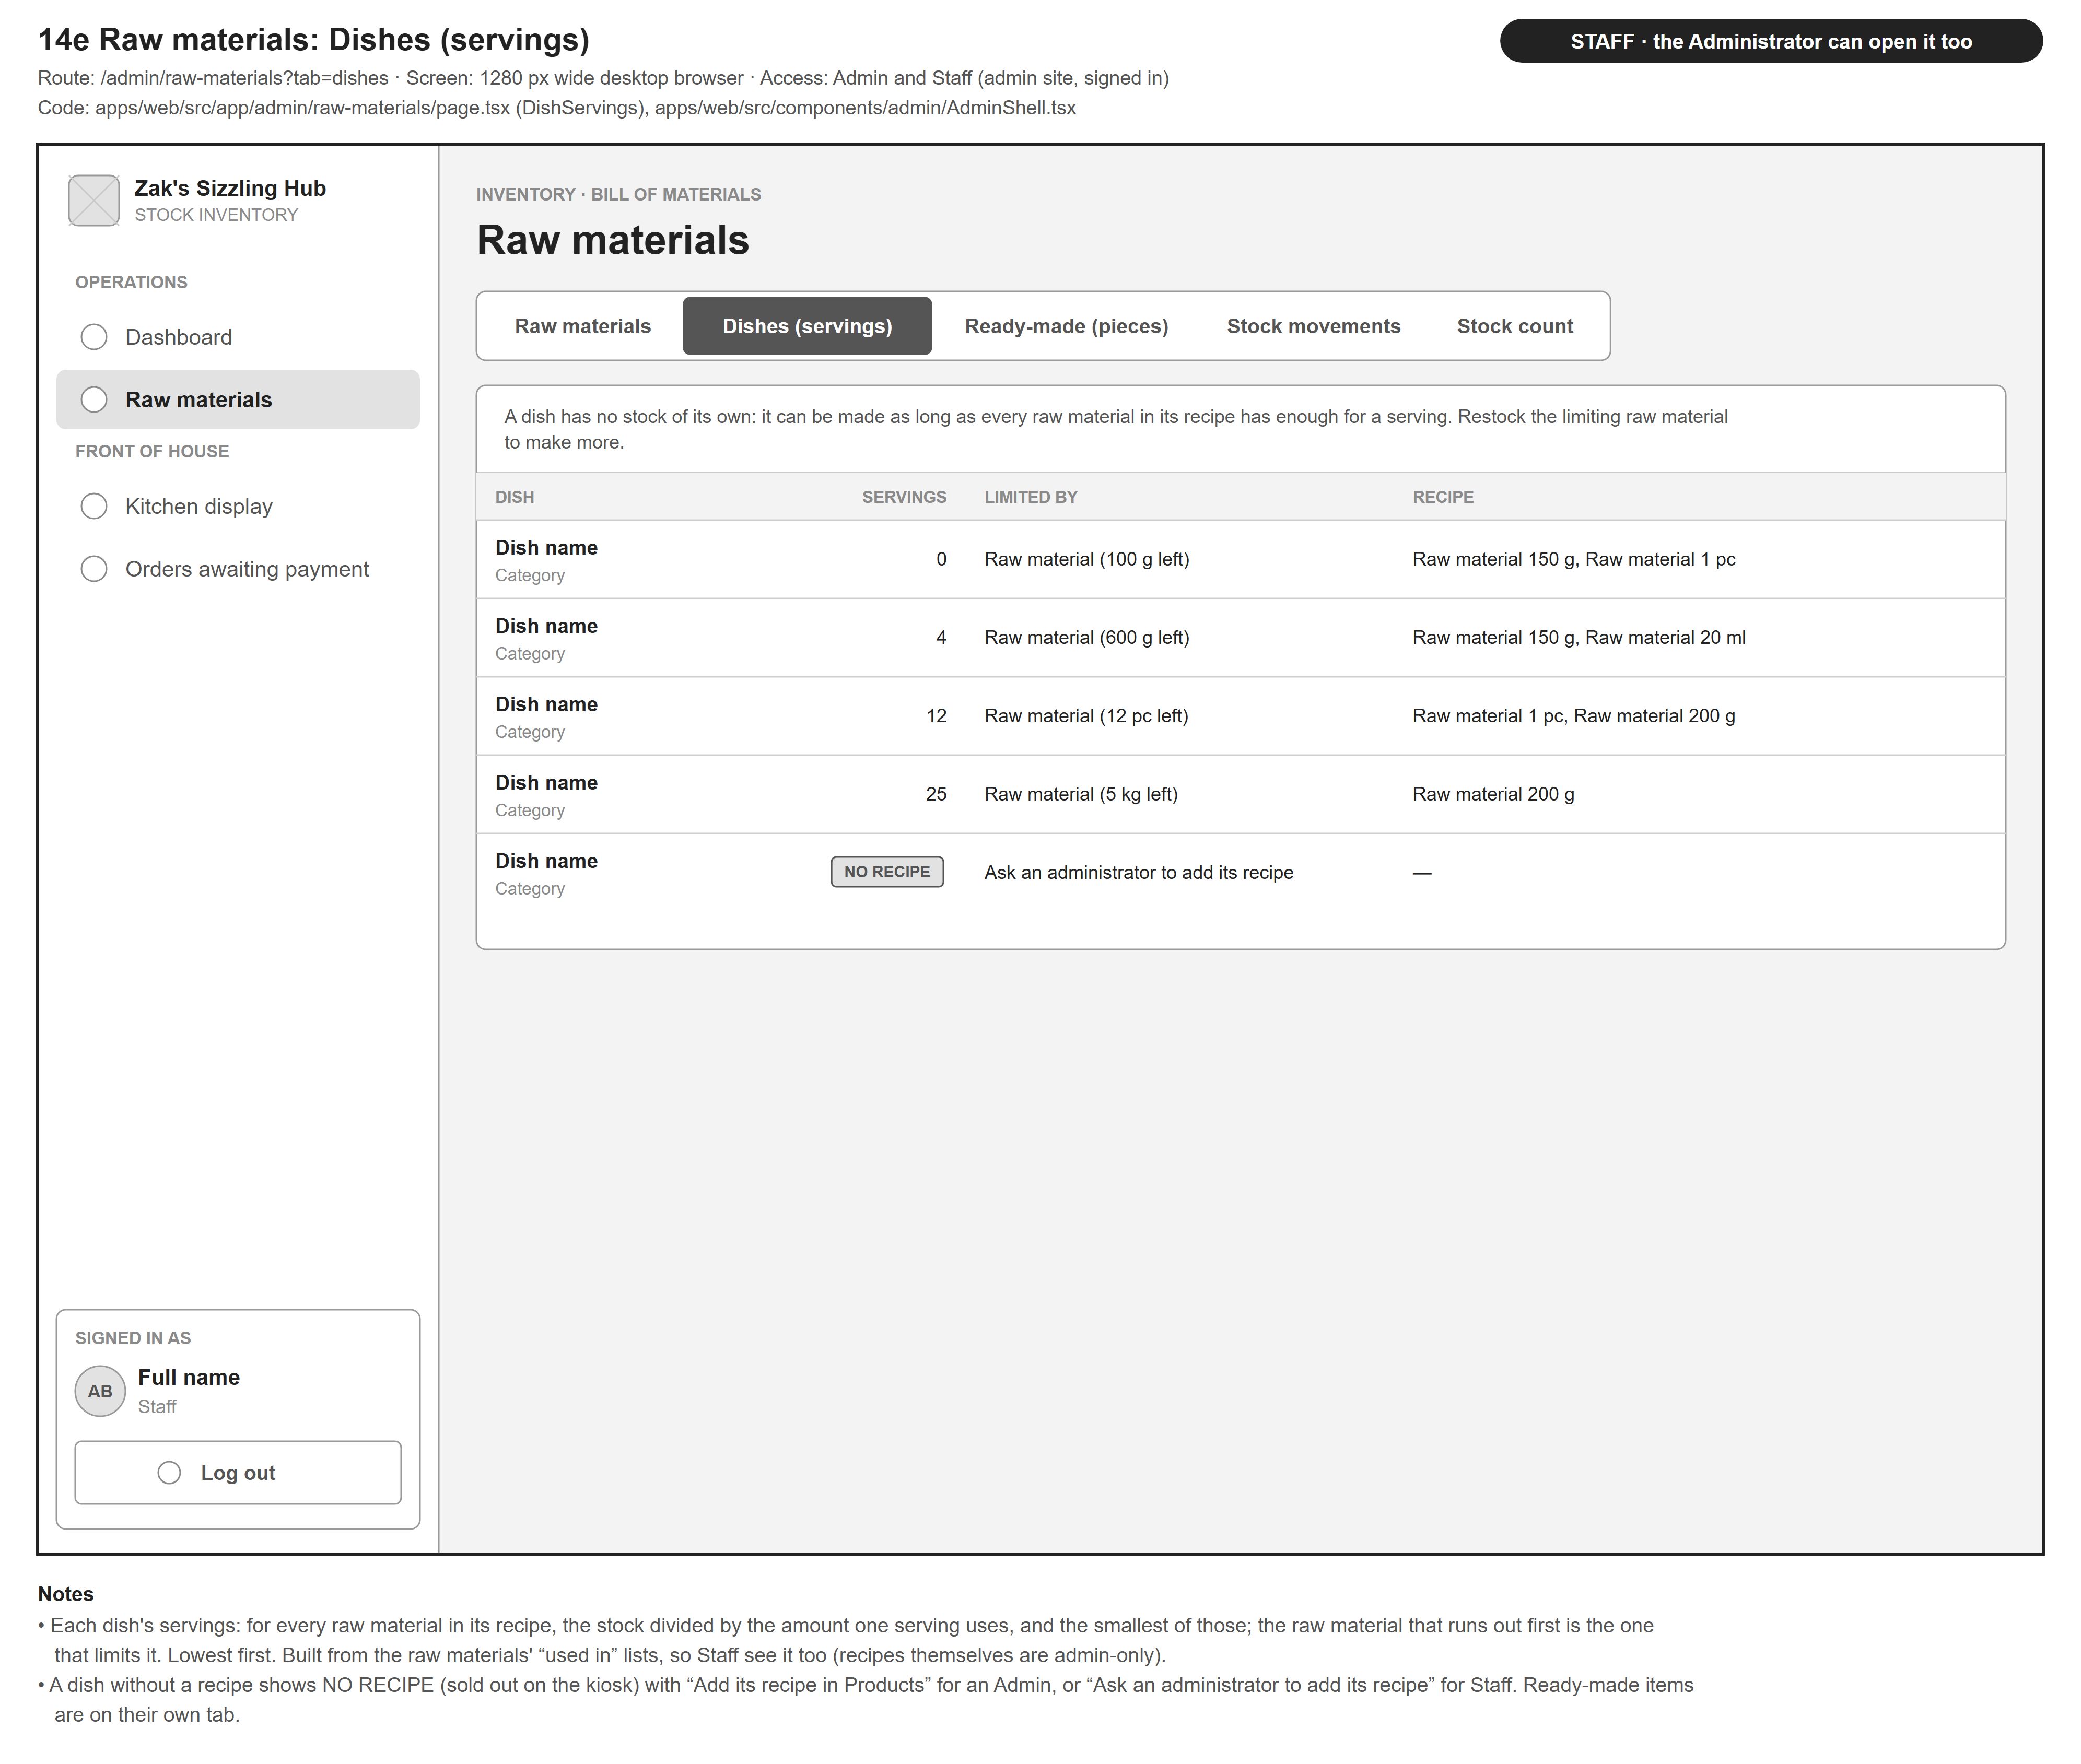 14e Raw materials: Dishes (servings)
STAFF · the Administrator can open it too
Route: /admin/raw-materials?tab=dishes · Screen: 1280 px wide desktop browser · Access: Admin and Staff (admin site, signed in)
Code: apps/web/src/app/admin/raw-materials/page.tsx (DishServings), apps/web/src/components/admin/AdminShell.tsx
Zak's Sizzling Hub
STOCK INVENTORY
OPERATIONS
Dashboard
Raw materials
FRONT OF HOUSE
Kitchen display
Orders awaiting payment
SIGNED IN AS
AB
Full name
Staff
Log out
INVENTORY · BILL OF MATERIALS
Raw materials
Raw materials Dishes (servings) Ready-made (pieces) Stock movements Stock count
A dish has no stock of its own: it can be made as long as every raw material in its recipe has enough for a serving. Restock the limiting raw material
to make more.
DISH SERVINGS LIMITED BY RECIPE
Dish name
Category
0 Raw material (100 g left) Raw material 150 g, Raw material 1 pc
Dish name
Category
4 Raw material (600 g left) Raw material 150 g, Raw material 20 ml
Dish name
Category
12 Raw material (12 pc left) Raw material 1 pc, Raw material 200 g
Dish name
Category
25 Raw material (5 kg left) Raw material 200 g
Dish name
Category
NO RECIPE Ask an administrator to add its recipe —
Notes
• Each dish's servings: for every raw material in its recipe, the stock divided by the amount one serving uses, and the smallest of those; the raw material that runs out first is the one
that limits it. Lowest first. Built from the raw materials' “used in” lists, so Staff see it too (recipes themselves are admin-only).
• A dish without a recipe shows NO RECIPE (sold out on the kiosk) with “Add its recipe in Products” for an Admin, or “Ask an administrator to add its recipe” for Staff. Ready-made items
are on their own tab.